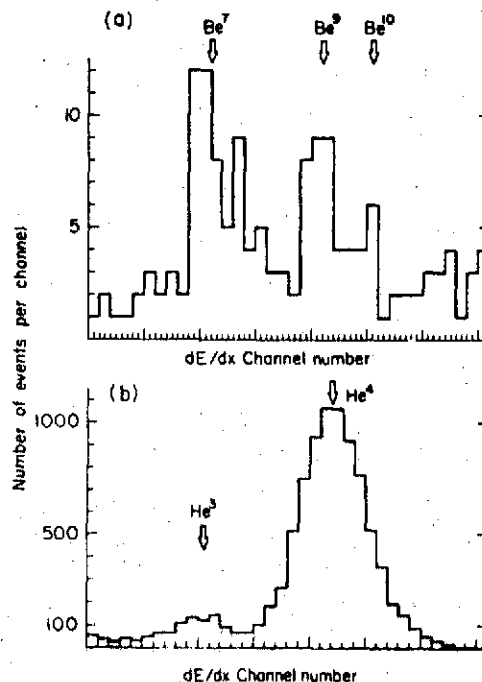 (a)
Be⁷ Be⁹ Be¹⁰
10
5
dE/dx Channel number
Number of events per channel
(b)
He⁴
1000
He³
500
100
dE/dx Channel number